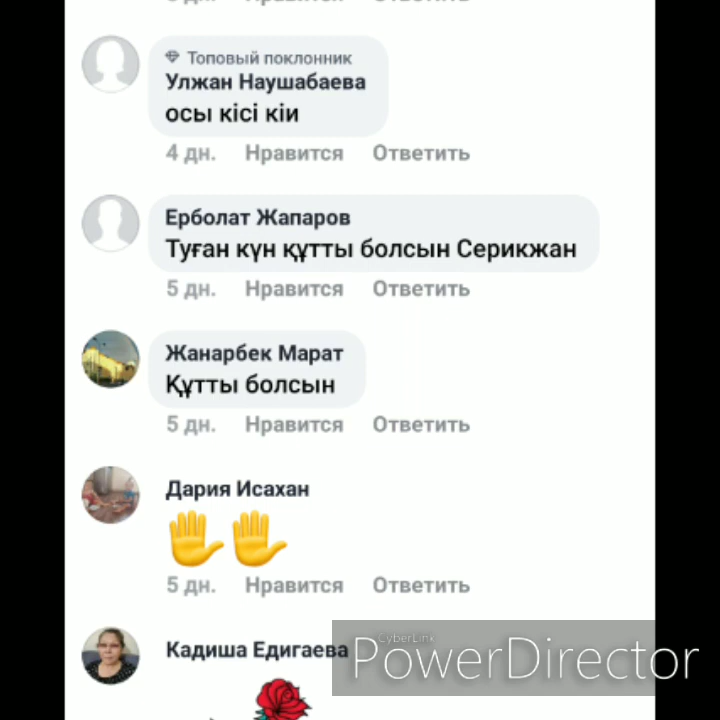 Топовый поклонник
Улжан Наушабаева
осы кісі кіи
4 дн. Нравится Ответить
Ерболат Жапаров
Туған күн құтты болсын Серикжан
5 дн. Нравится Ответить
Жанарбек Марат
Құтты болсын
5 дн. Нравится Ответить
Дария Исахан
5 дн. Нравится Ответить
Кадиша Едигаева
CyberLink
PowerDirector